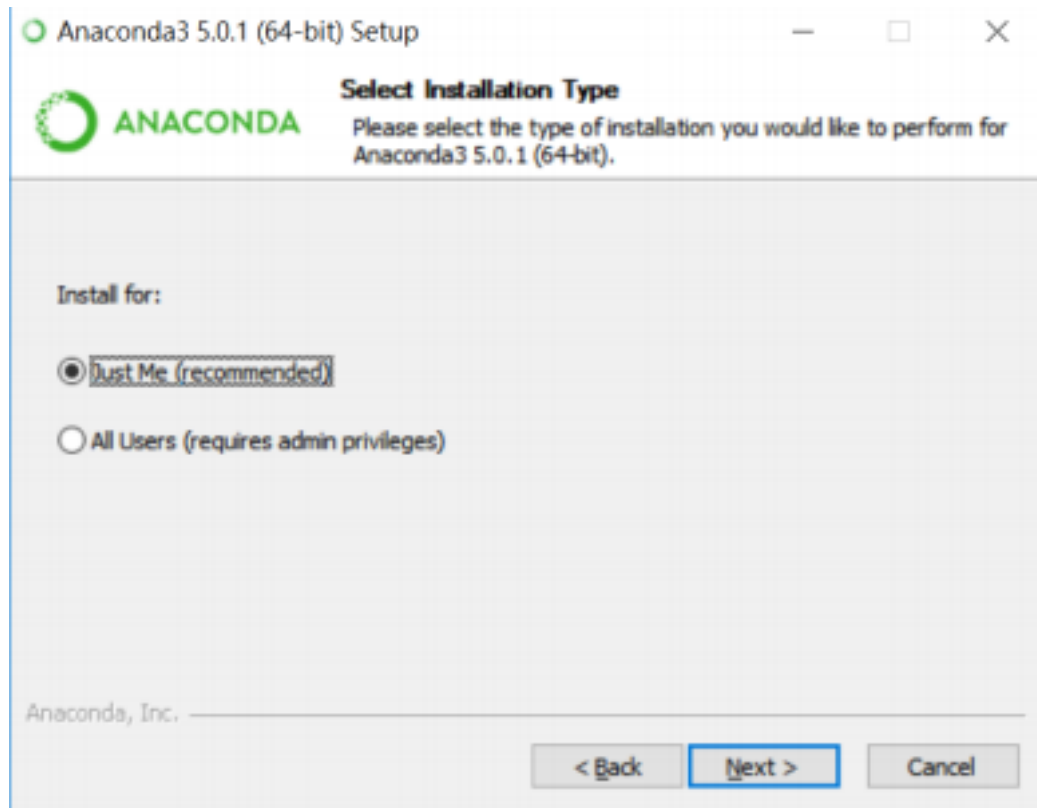 Anaconda3 5.0.1 (64-bit) Setup
ANACONDA
Select Installation Type
Please select the type of installation you would like to perform for
Anaconda3 5.0.1 (64-bit).
Install for:
Just Me (recommended)
All Users (requires admin privileges)
Anaconda, Inc.
< Back
Next >
Cancel